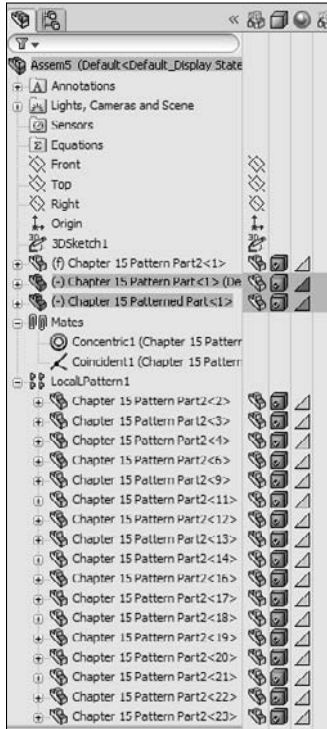 «
Assem5 (Default<Default_Display State
A Annotations
Lights, Cameras and Scene
Sensors
Σ Equations
Front
Top
Right
Origin
3D 3DSketch1
(f) Chapter 15 Pattern Part2<1>
(-) Chapter 15 Pattern Part<1> (De
(-) Chapter 15 Patterned Part<1>
Mates
Concentric1 (Chapter 15 Pattern
Coincident1 (Chapter 15 Pattern
LocalLPattern1
Chapter 15 Pattern Part2<2>
Chapter 15 Pattern Part2<3>
Chapter 15 Pattern Part2<4>
Chapter 15 Pattern Part2<6>
Chapter 15 Pattern Part2<9>
Chapter 15 Pattern Part2<11>
Chapter 15 Pattern Part2<12>
Chapter 15 Pattern Part2<13>
Chapter 15 Pattern Part2<14>
Chapter 15 Pattern Part2<16>
Chapter 15 Pattern Part2<17>
Chapter 15 Pattern Part2<18>
Chapter 15 Pattern Part2<19>
Chapter 15 Pattern Part2<20>
Chapter 15 Pattern Part2<21>
Chapter 15 Pattern Part2<22>
Chapter 15 Pattern Part2<23>